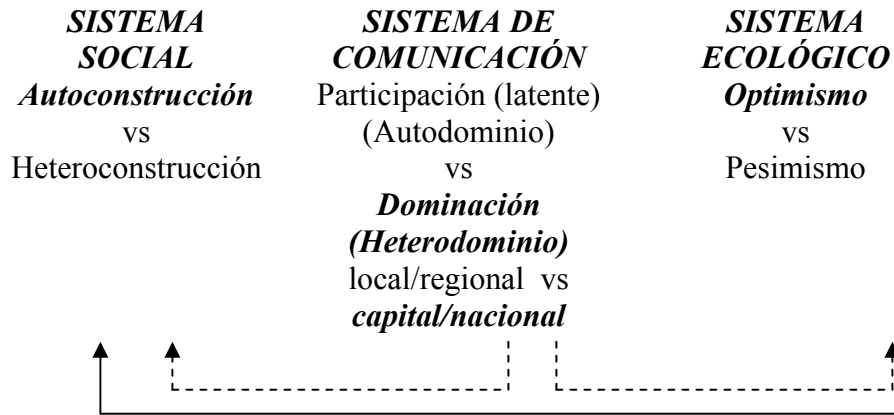 SISTEMA
SOCIAL
Autoconstrucción
vs
Heteroconstrucción
SISTEMA DE
COMUNICACIÓN
Participación (latente)
(Autodominio)
vs
Dominación
(Heterodominio)
local/regional vs
capital/nacional
SISTEMA
ECOLÓGICO
Optimismo
vs
Pesimismo